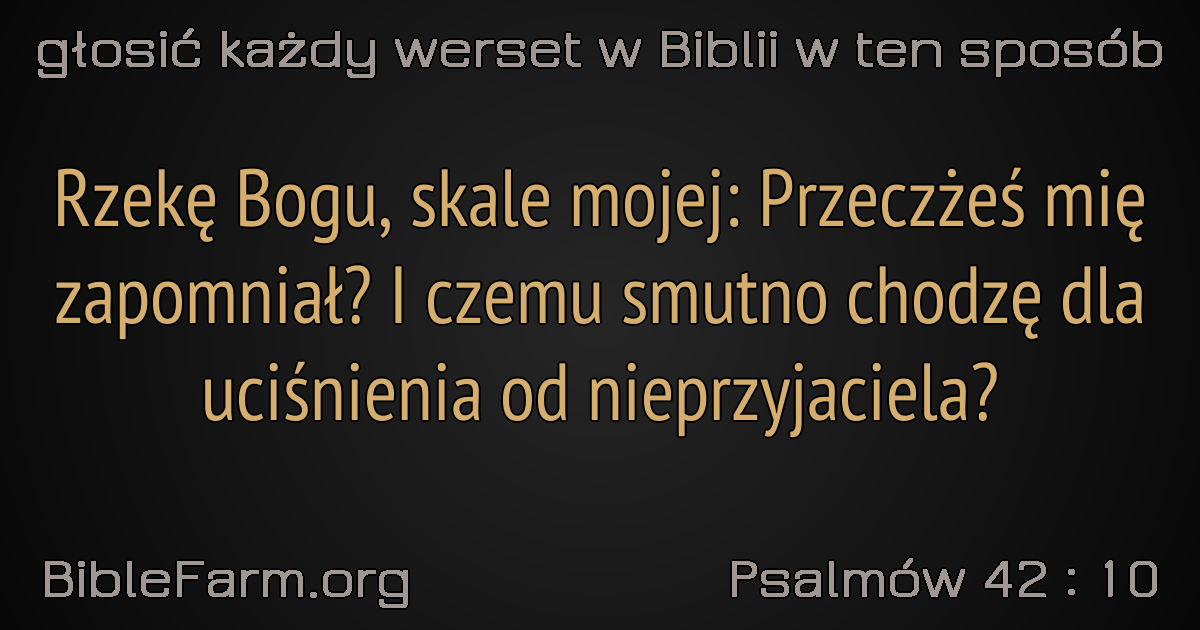 głosić każdy werset w Biblii w ten sposób
Rzekę Bogu, skale mojej: Przeczżeś mię
zapomniał? I czemu smutno chodzę dla
uciśnienia od nieprzyjaciela?
BibleFarm.org
Psalmów 42 : 10